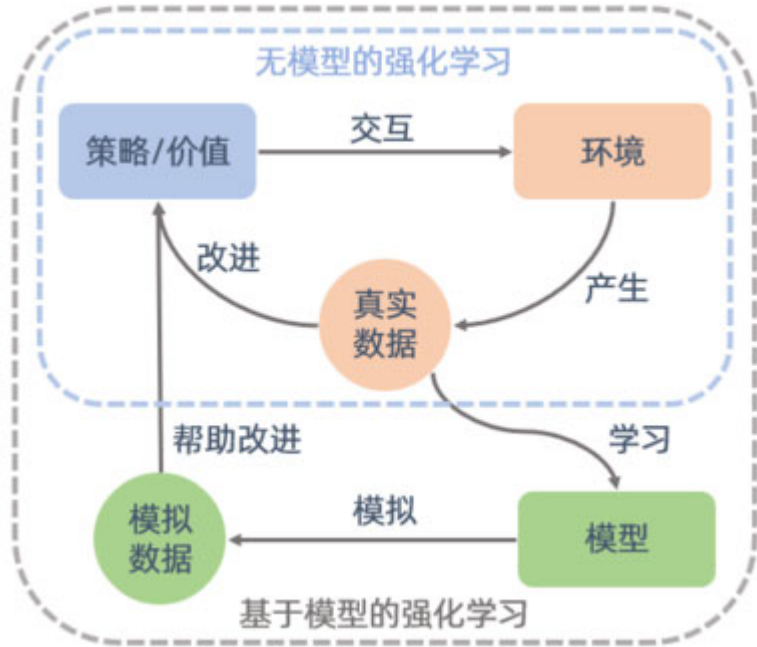 无模型的强化学习
策略/价值
交互
环境
改进
真实
数据
产生
帮助改进
学习
模拟
数据
模拟
模型
基于模型的强化学习